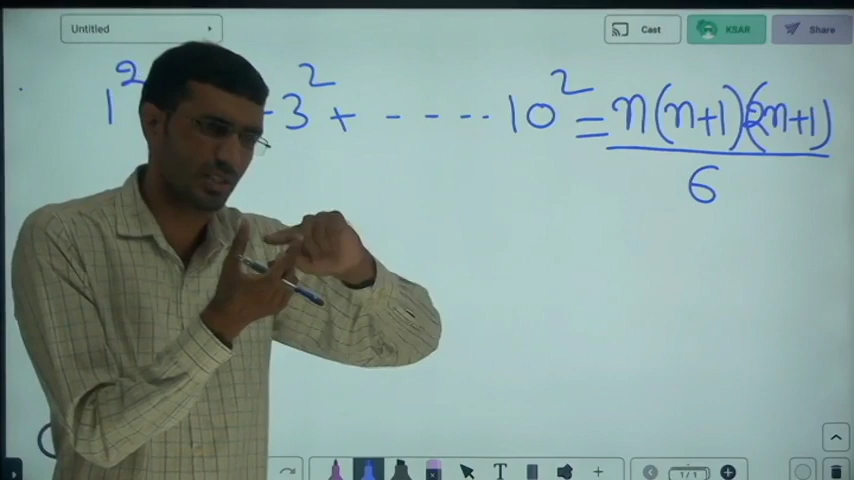 Untitled
Cast
KSAR
Share
1² 3² + - - - - - 10² = n(n+1)(2n+1)
6
T
1/1